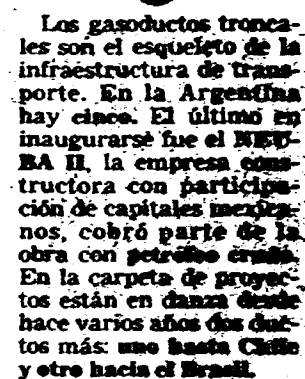 Los gasoductos tronca-
les son el esqueleto de la
infraestructura de trans-
porte. En la Argentina
hay cinco. El último en
inaugurarse fue el NEU-
BA II, la empresa cons-
tructora con participa-
ción de capitales mexica-
nos, cobró parte de la
obra con petróleo crudo.
En la carpeta de proyec-
tos están en danza desde
hace varios años dos duc-
tos más: uno hasta Chile
y otro hacia el Brasil.